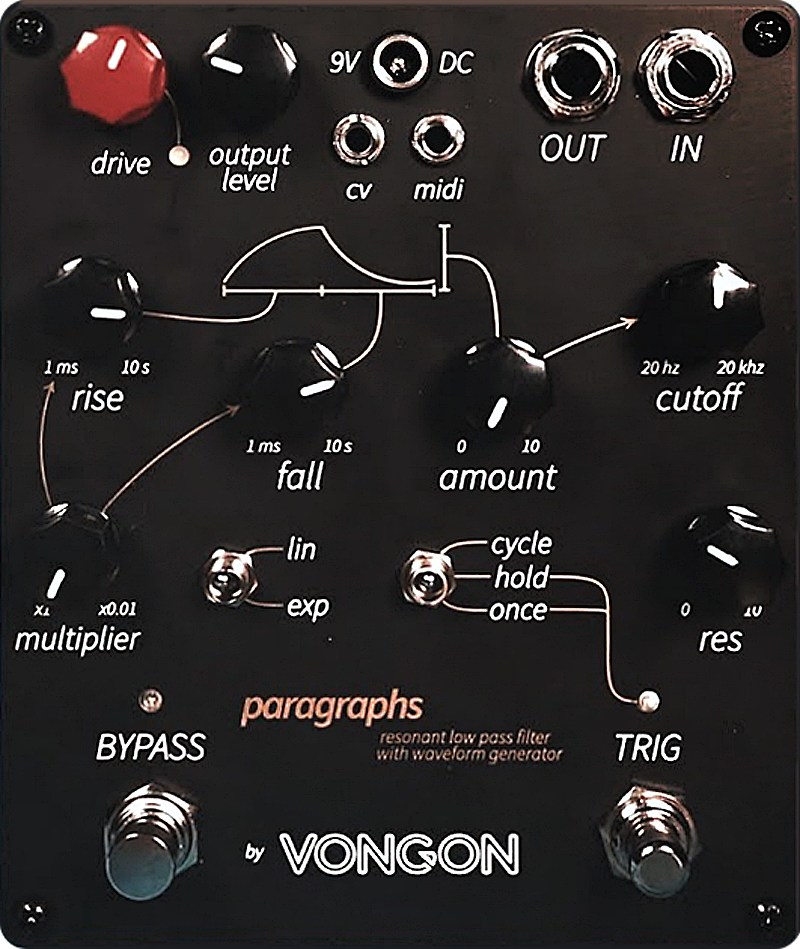 9V DC
OUT IN
drive
output
level
cv midi
1 ms 10 s
rise
20 hz 20 khz
cutoff
1 ms 10 s
fall
0 10
amount
x1 x0.01
multiplier
lin
exp
cycle
hold
once
0 10
res
paragraphs
resonant low pass filter
with waveform generator
BYPASS
TRIG
by VONGON